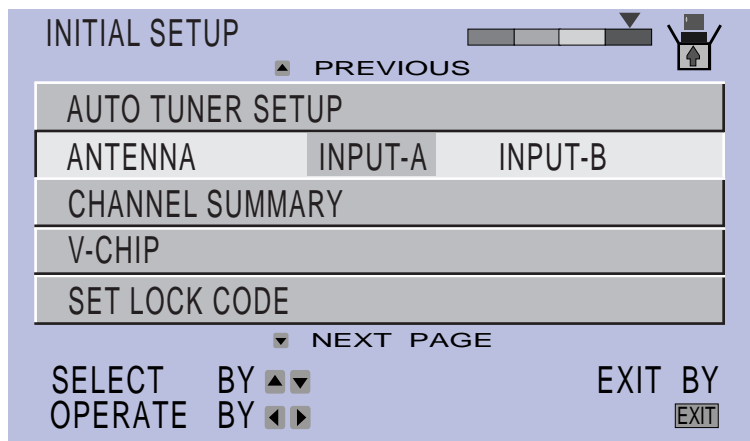 INITIAL SETUP
PREVIOUS
AUTO TUNER SETUP
ANTENNA INPUT-A INPUT-B
CHANNEL SUMMARY
V-CHIP
SET LOCK CODE
NEXT PAGE
SELECT BY EXIT BY
OPERATE BY EXIT